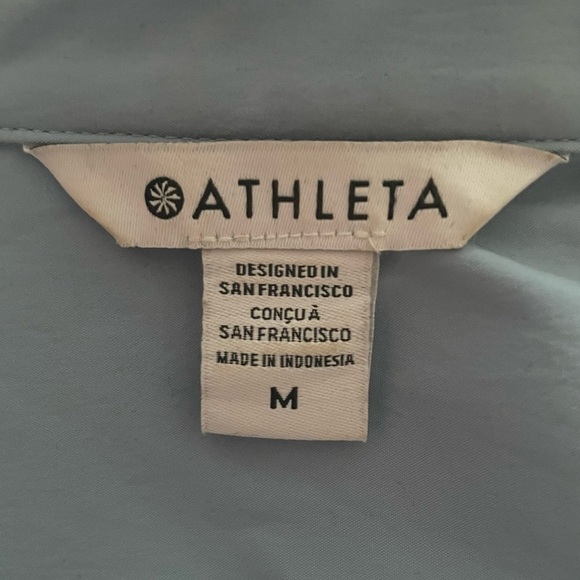 ATHLETA
DESIGNED IN
SAN FRANCISCO
CONÇU À
SAN FRANCISCO
MADE IN INDONESIA
M